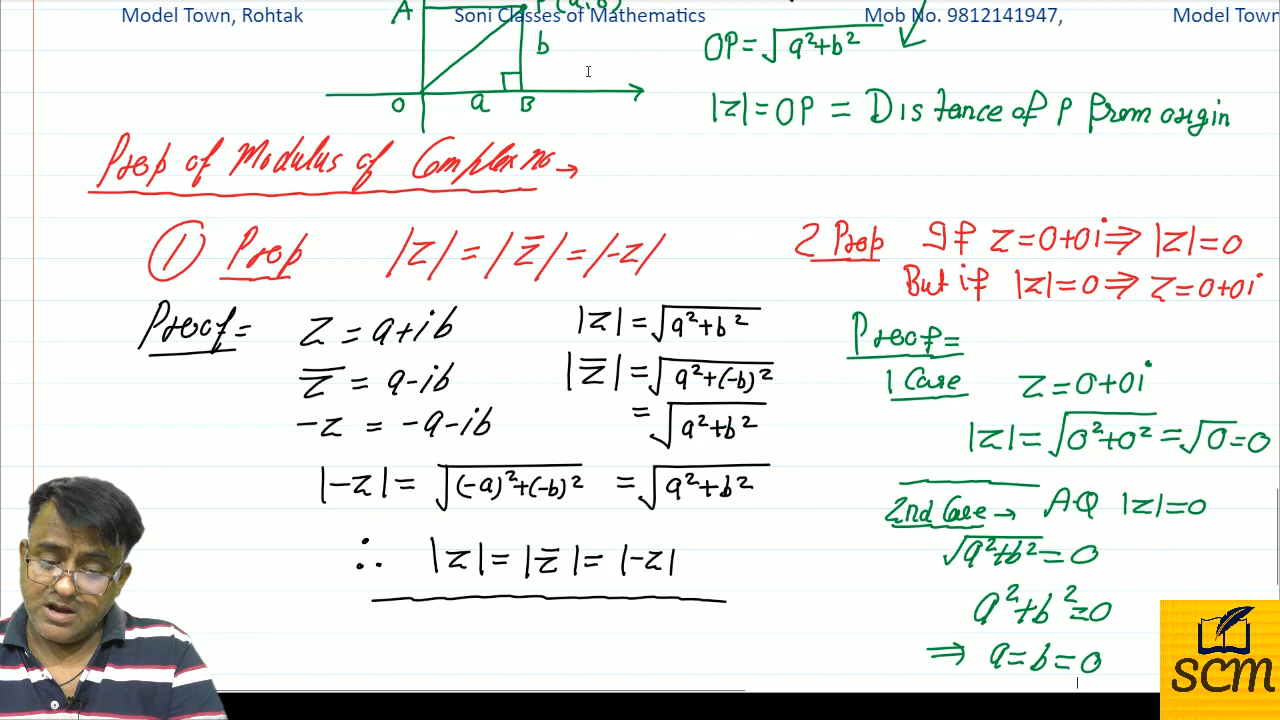 Model Town, Rohtak Soni Classes of Mathematics Mob No. 9812141947, Model Town
A P(a,b)
b
O a B
OP = √a²+b²
|z| = OP = Distance of P from origin
Prop of Modulus of Complex no →
① Prop |z| = |z̅| = |-z|
Proof = z = a+ib |z| = √a²+b²
z̅ = a-ib |z̅| = √a²+(-b)²
= √a²+b²
-z = -a-ib
|-z| = √(-a)²+(-b)² = √a²+b²
∴ |z| = |z̅| = |-z|
2 Prop If z = 0+0i ⇒ |z| = 0
But if |z| = 0 ⇒ z = 0+0i
Proof =
1 Case z = 0+0i
|z| = √0²+0² = √0 = 0
2nd Case → AQ |z| = 0
√a²+b² = 0
a²+b² = 0
⇒ a = b = 0
SCM